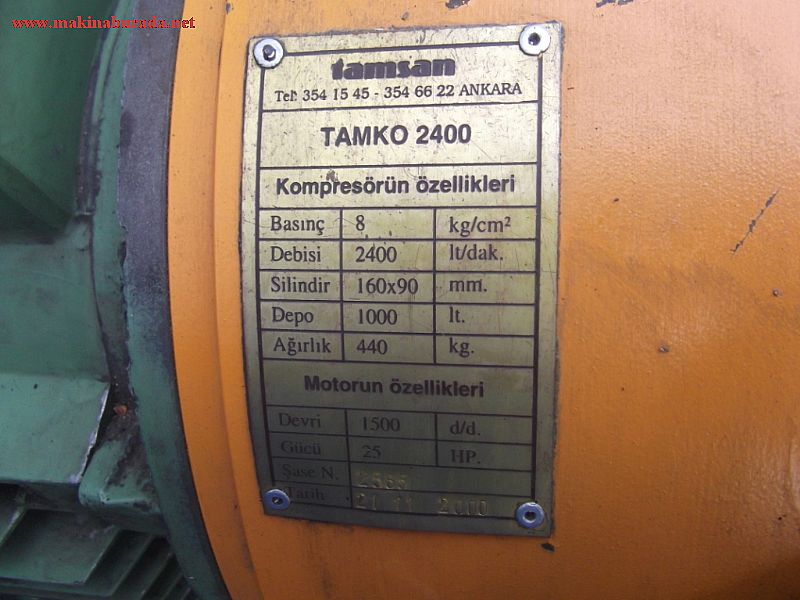 www.makinaburada.net
tamsan
Tel: 354 15 45 - 354 66 22 ANKARA
TAMKO 2400
Kompresörün özellikleri
Basınç 8 kg/cm²
Debisi 2400 lt/dak.
Silindir 160x90 mm.
Depo 1000 lt.
Ağırlık 440 kg.
Motorun özellikleri
Devri 1500 d/d.
Gücü 25 HP.
Şase N. 2565
Tarih 21 11 2000